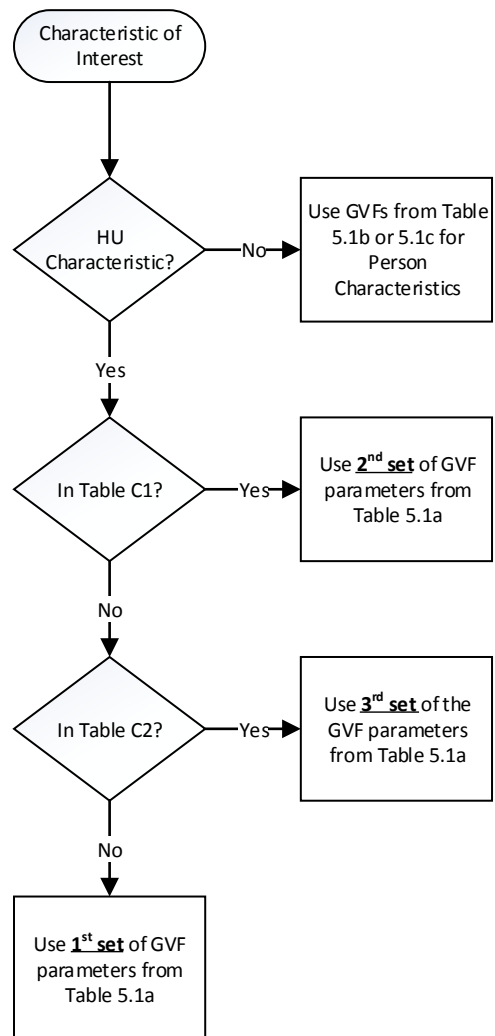 Characteristic of
Interest
HU
Characteristic?
No
Use GVFs from Table
5.1b or 5.1c for
Person
Characteristics
Yes
In Table C1?
Yes
Use 2nd set of GVF
parameters from
Table 5.1a
No
In Table C2?
Yes
Use 3rd set of the
GVF parameters
from Table 5.1a
No
Use 1st set of GVF
parameters from
Table 5.1a